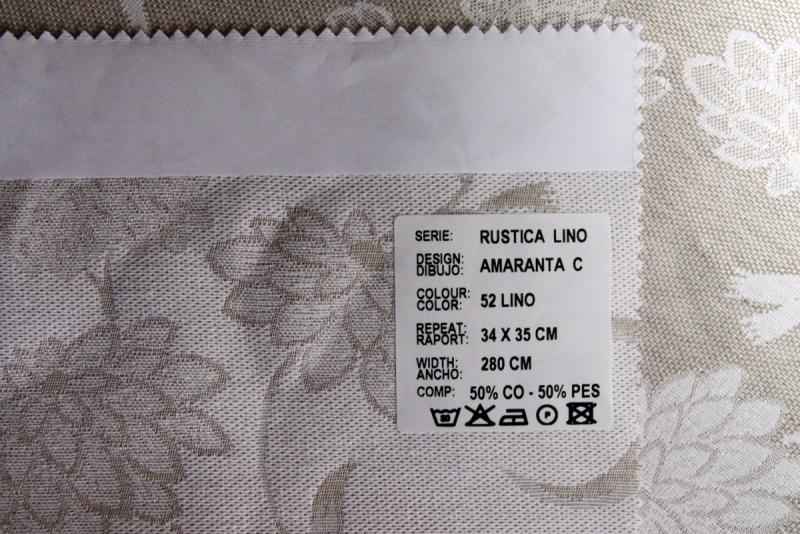 SERIE: RUSTICA LINO
DESIGN:
DIBUJO: AMARANTA C
COLOUR:
COLOR: 52 LINO
REPEAT:
RAPORT: 34 X 35 CM
WIDTH:
ANCHO: 280 CM
COMP: 50% CO - 50% PES
P